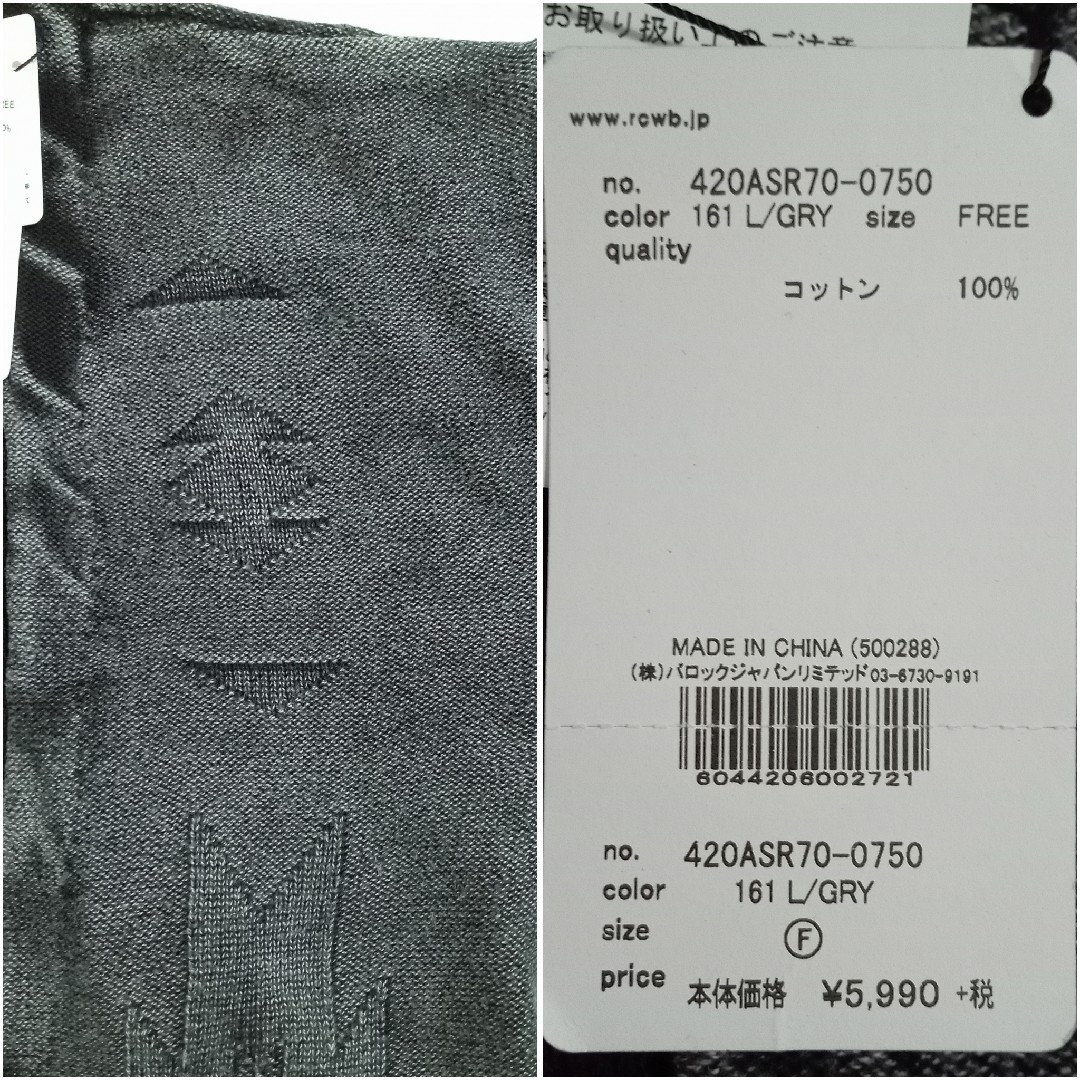 お取り扱い上のご注意
www.rcwb.jp
no. 420ASR70-0750
color 161 L/GRY size FREE
quality
コットン 100%
MADE IN CHINA (500288)
(株)バロックジャパンリミテッド03-6730-9191
6044206002721
no. 420ASR70-0750
color 161 L/GRY
size Ⓕ
price 本体価格 ¥5,990 +税